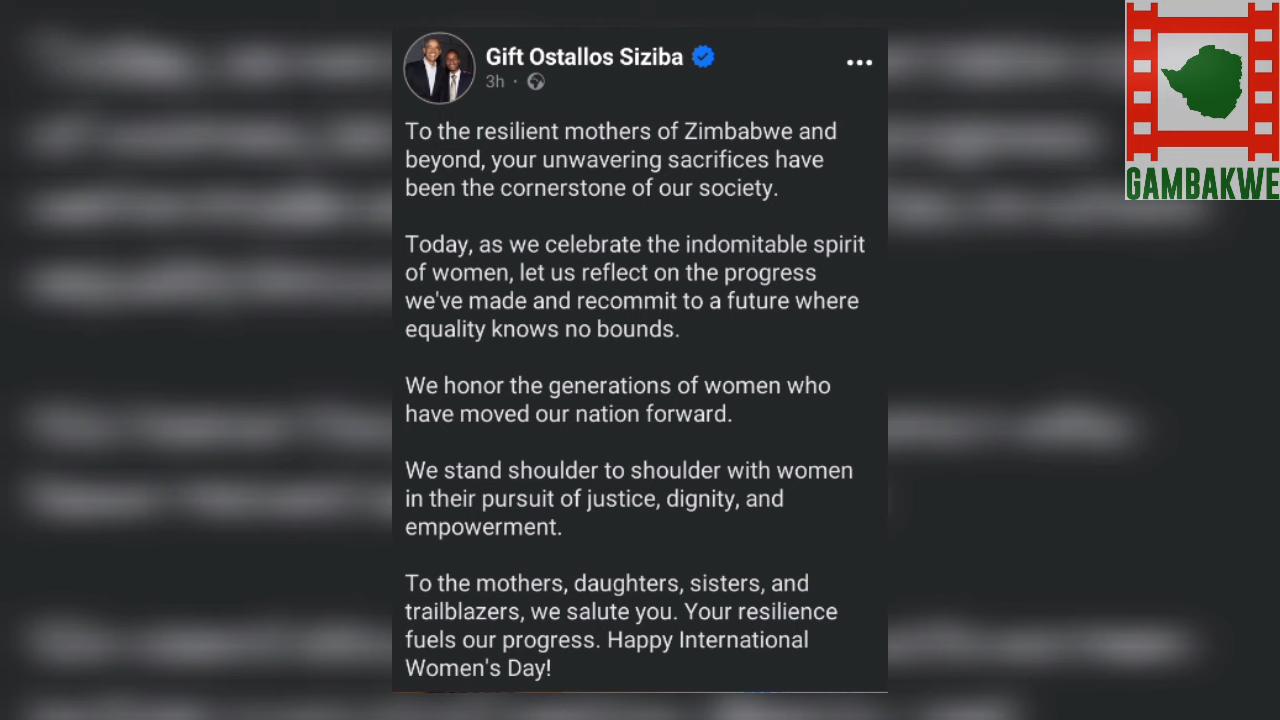 Gift Ostallos Siziba
3h ·
To the resilient mothers of Zimbabwe and
beyond, your unwavering sacrifices have
been the cornerstone of our society.
Today, as we celebrate the indomitable spirit
of women, let us reflect on the progress
we've made and recommit to a future where
equality knows no bounds.
We honor the generations of women who
have moved our nation forward.
We stand shoulder to shoulder with women
in their pursuit of justice, dignity, and
empowerment.
To the mothers, daughters, sisters, and
trailblazers, we salute you. Your resilience
fuels our progress. Happy International
Women's Day!
GAMBAKWE